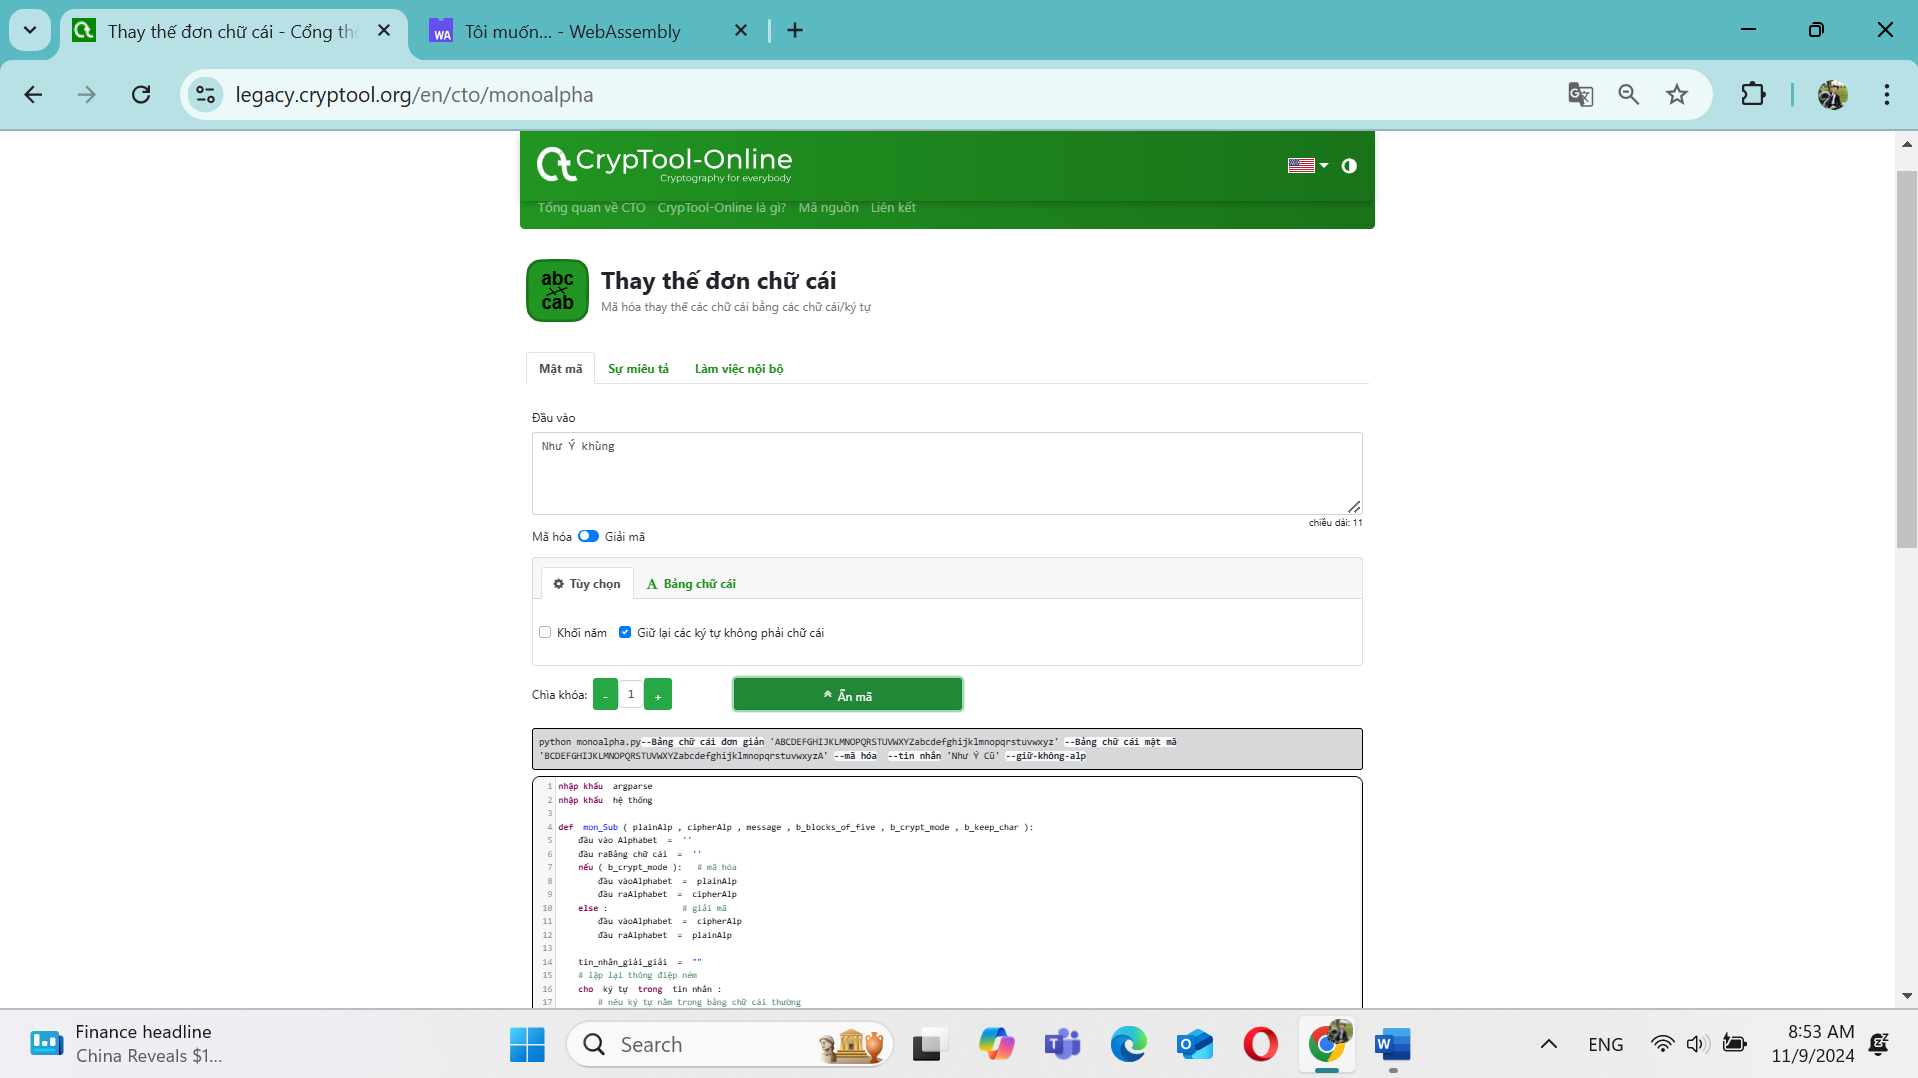 Thay thế đơn chữ cái - Cổng th
WA Tôi muốn... - WebAssembly
legacy.cryptool.org/en/cto/monoalpha
CrypTool-Online
Cryptography for everybody
Tổng quan về CTO CrypTool-Online là gì? Mã nguồn Liên kết
abc
cab
Thay thế đơn chữ cái
Mã hóa thay thế các chữ cái bằng các chữ cái/ký tự
Mật mã Sự miêu tả Làm việc nội bộ
Đầu vào
Như Ý khùng
chiều dài: 11
Mã hóa Giải mã
Tùy chọn A Bảng chữ cái
Khối năm Giữ lại các ký tự không phải chữ cái
Chìa khóa: - 1 + Ẩn mã
python monoalpha.py--Bảng chữ cái đơn giản 'ABCDEFGHIJKLMNOPQRSTUVWXYZabcdefghijklmnopqrstuvwxyz' --Bảng chữ cái mật mã
'BCDEFGHIJKLMNOPQRSTUVWXYZabcdefghijklmnopqrstuvwxyzA' --mã hóa --tin nhắn 'Như Ý Cũ' --giữ-không-alp
1 nhập khẩu argparse
2 nhập khẩu hệ thống
3
4 def mon_Sub ( plainAlp , cipherAlp , message , b_blocks_of_five , b_crypt_mode , b_keep_char ):
5 đầu vào Alphabet = ''
6 đầu raBảng chữ cái = ''
7 nếu ( b_crypt_mode ): # mã hóa
8 đầu vàoAlphabet = plainAlp
9 đầu raAlphabet = cipherAlp
10 else : # giải mã
11 đầu vàoAlphabet = cipherAlp
12 đầu raAlphabet = plainAlp
13
14 tin_nhắn_giải_giải = ""
15 # lặp lại thông điệp ném
16 cho ký tự trong tin nhắn :
17 # nếu ký tự nằm trong bảng chữ cái thường
Finance headline
China Reveals $1...
Search
ENG
8:53 AM
11/9/2024